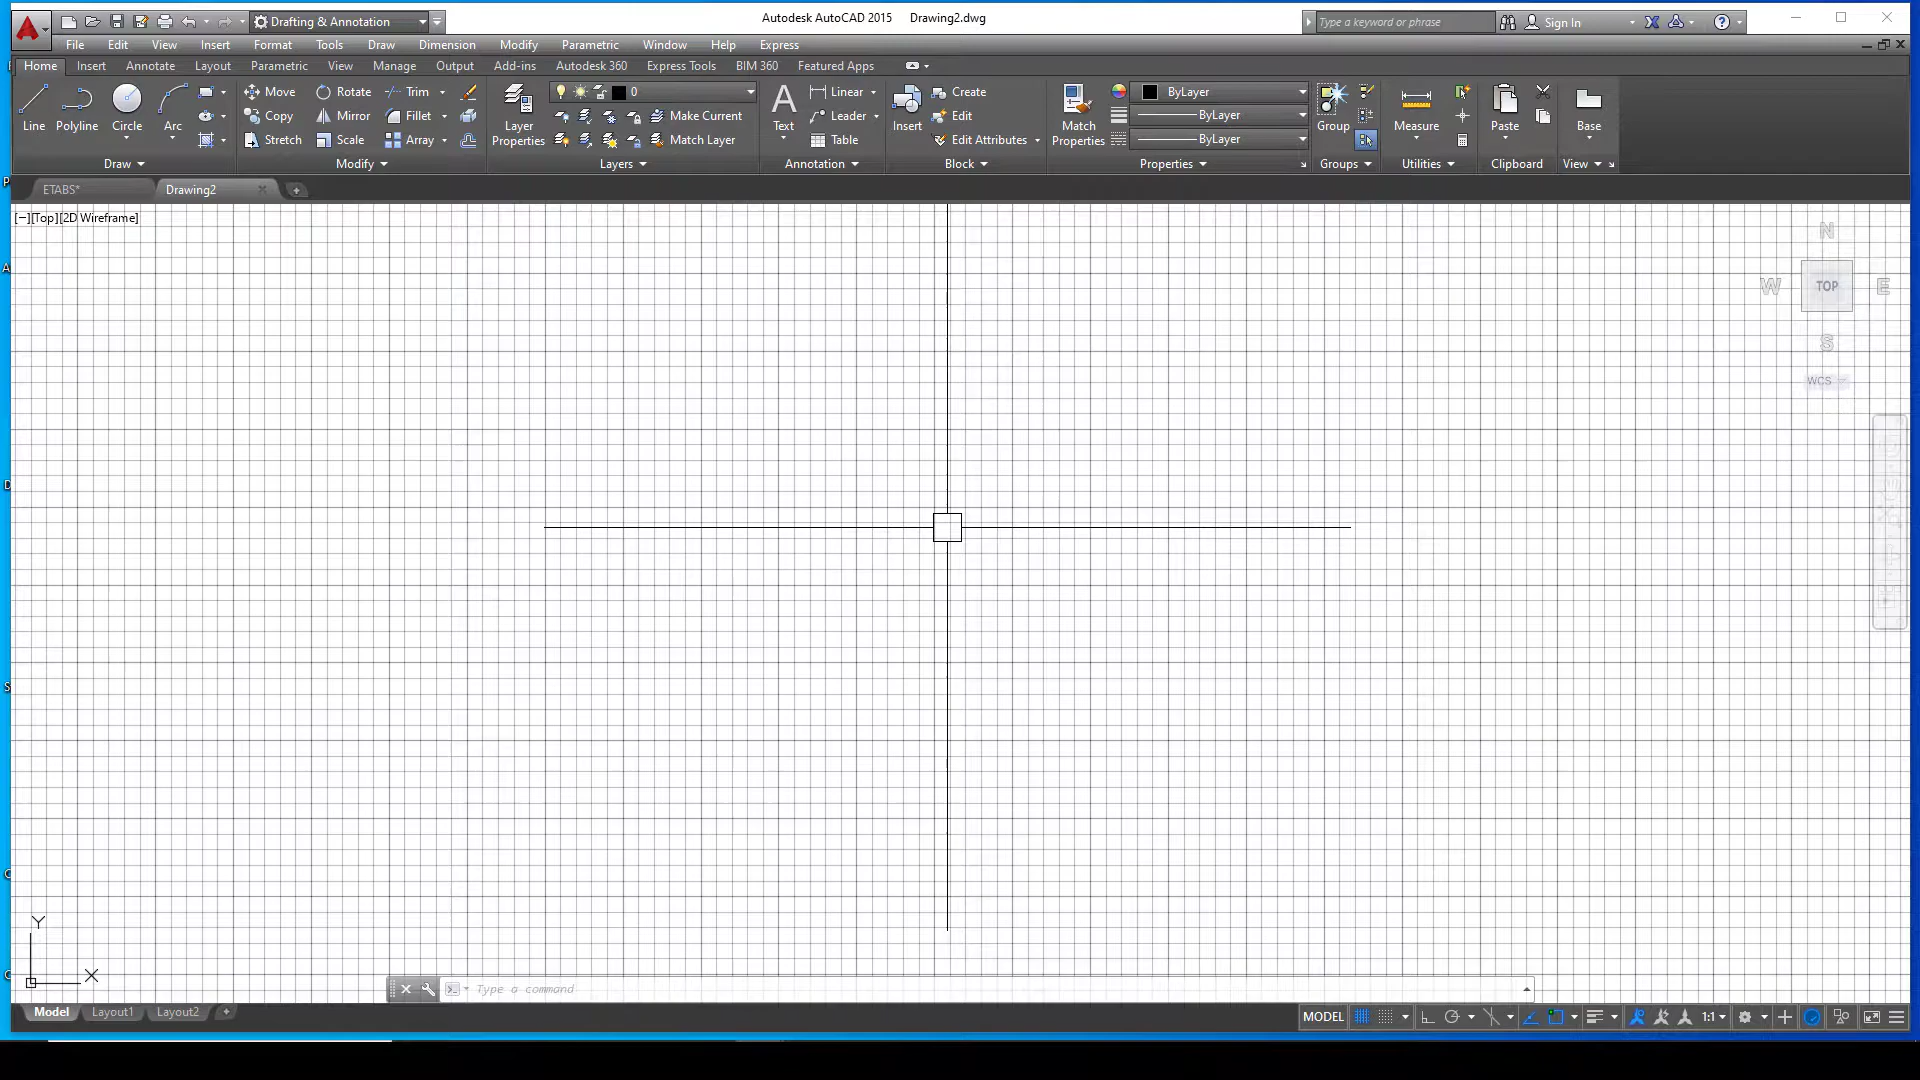 Autodesk AutoCAD 2015 Drawing2.dwg
Drafting & Annotation
Type a keyword or phrase
Sign In
File Edit View Insert Format Tools Draw Dimension Modify Parametric Window Help Express
Home Insert Annotate Layout Parametric View Manage Output Add-ins Autodesk 360 Express Tools BIM 360 Featured Apps
Line Polyline Circle Arc
Move Rotate Trim
Copy Mirror Fillet
Stretch Scale Array
Layer Properties
0
Make Current
Match Layer
Text
Linear
Leader
Table
Insert
Create
Edit
Edit Attributes
Match Properties
ByLayer
ByLayer
ByLayer
Group
Measure
Paste
Base
Draw Modify Layers Annotation Block Properties Groups Utilities Clipboard View
ETABS* Drawing2
[−][Top][2D Wireframe]
N
W TOP E
S
WCS
Y
X
Type a command
Model Layout1 Layout2
MODEL
1:1